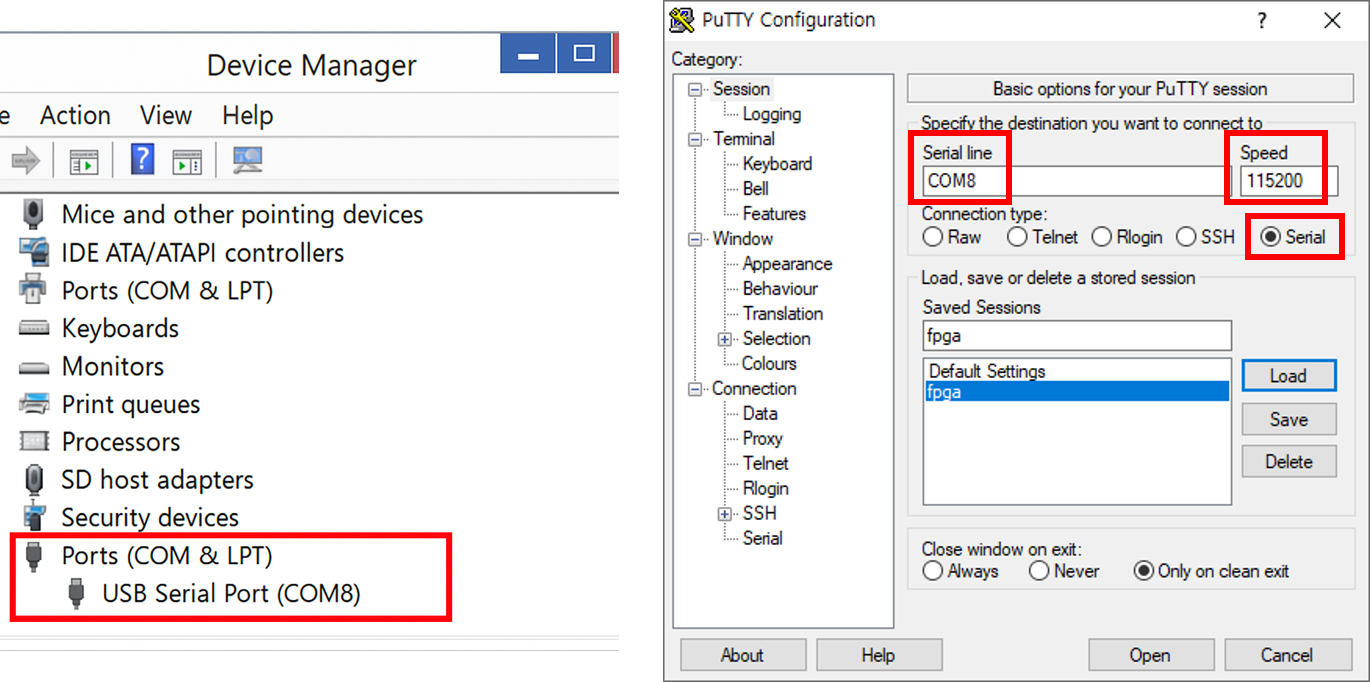 Device Manager
e Action View Help
?
Mice and other pointing devices
IDE ATA/ATAPI controllers
Ports (COM & LPT)
Keyboards
Monitors
Print queues
Processors
SD host adapters
Security devices
Ports (COM & LPT)
USB Serial Port (COM8)
PuTTY Configuration
?
Category:
Session
Logging
Terminal
Keyboard
Bell
Features
Window
Appearance
Behaviour
Translation
Selection
Colours
Connection
Data
Proxy
Telnet
Rlogin
SSH
Serial
Basic options for your PuTTY session
Specify the destination you want to connect to
Serial line Speed
COM8 115200
Connection type:
Raw Telnet Rlogin SSH Serial
Load, save or delete a stored session
Saved Sessions
fpga
Default Settings
fpga
Load
Save
Delete
Close window on exit:
Always Never Only on clean exit
About Help Open Cancel